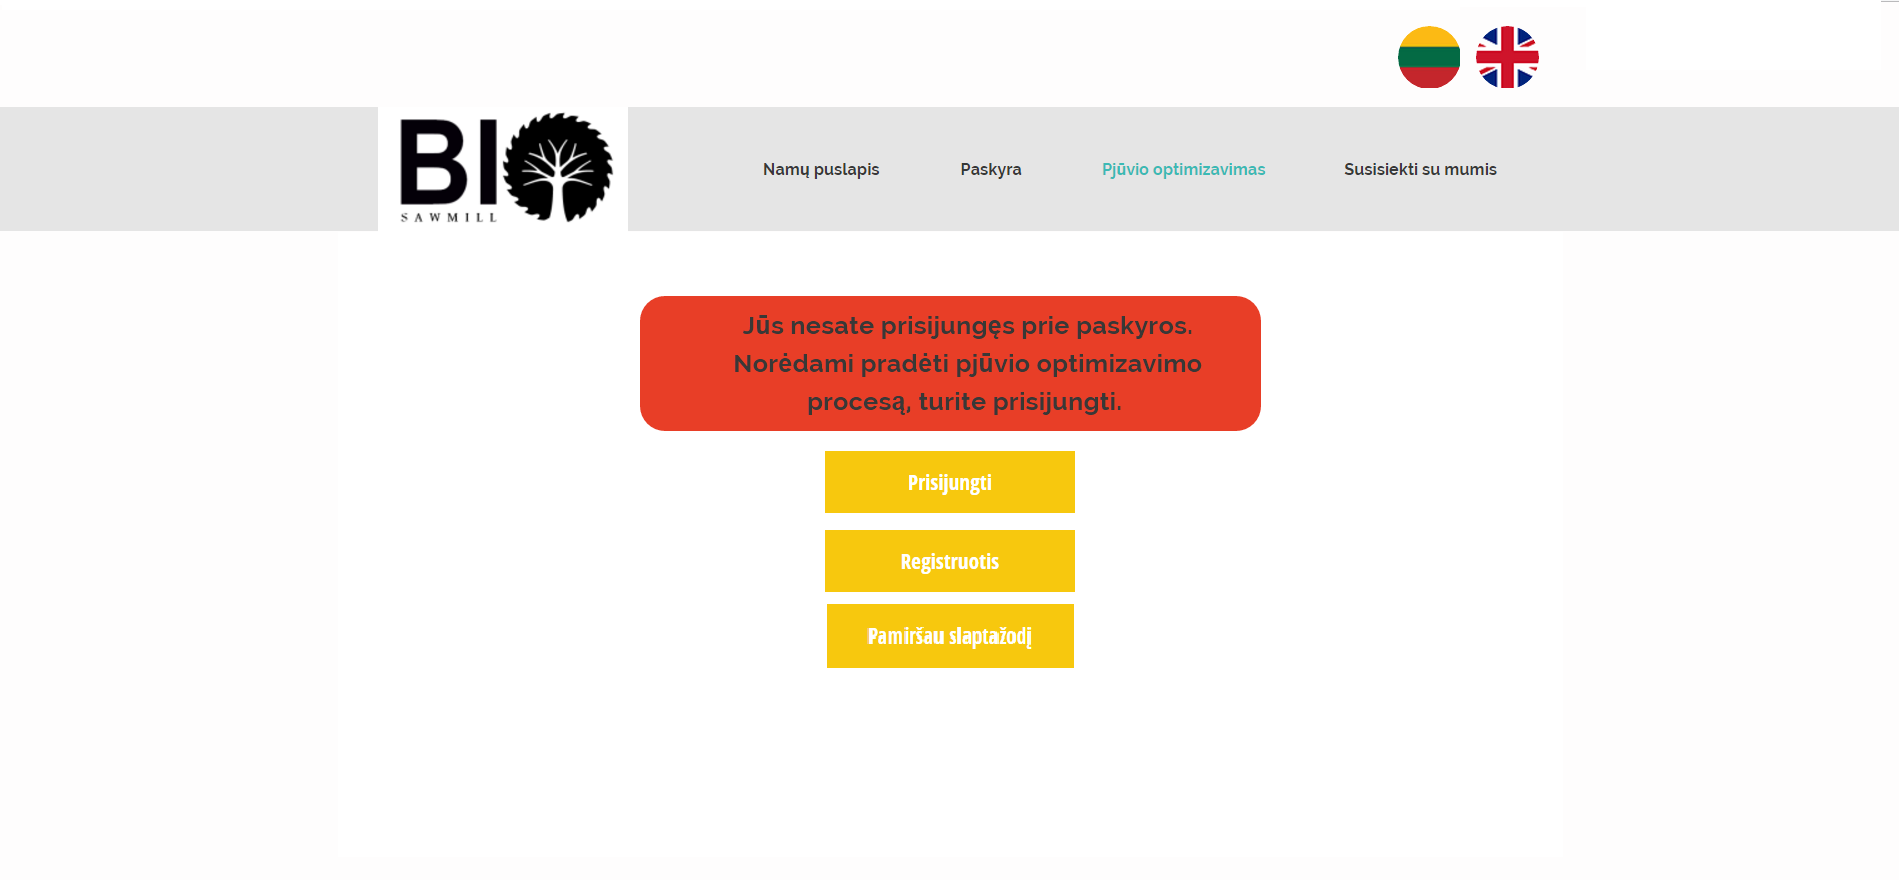 BIO
SAWMILL
Namų puslapis
Paskyra
Pjūvio optimizavimas
Susisiekti su mumis
Jūs nesate prisijungęs prie paskyros.
Norėdami pradėti pjūvio optimizavimo
procesą, turite prisijungti.
Prisijungti
Registruotis
Pamiršau slaptažodį